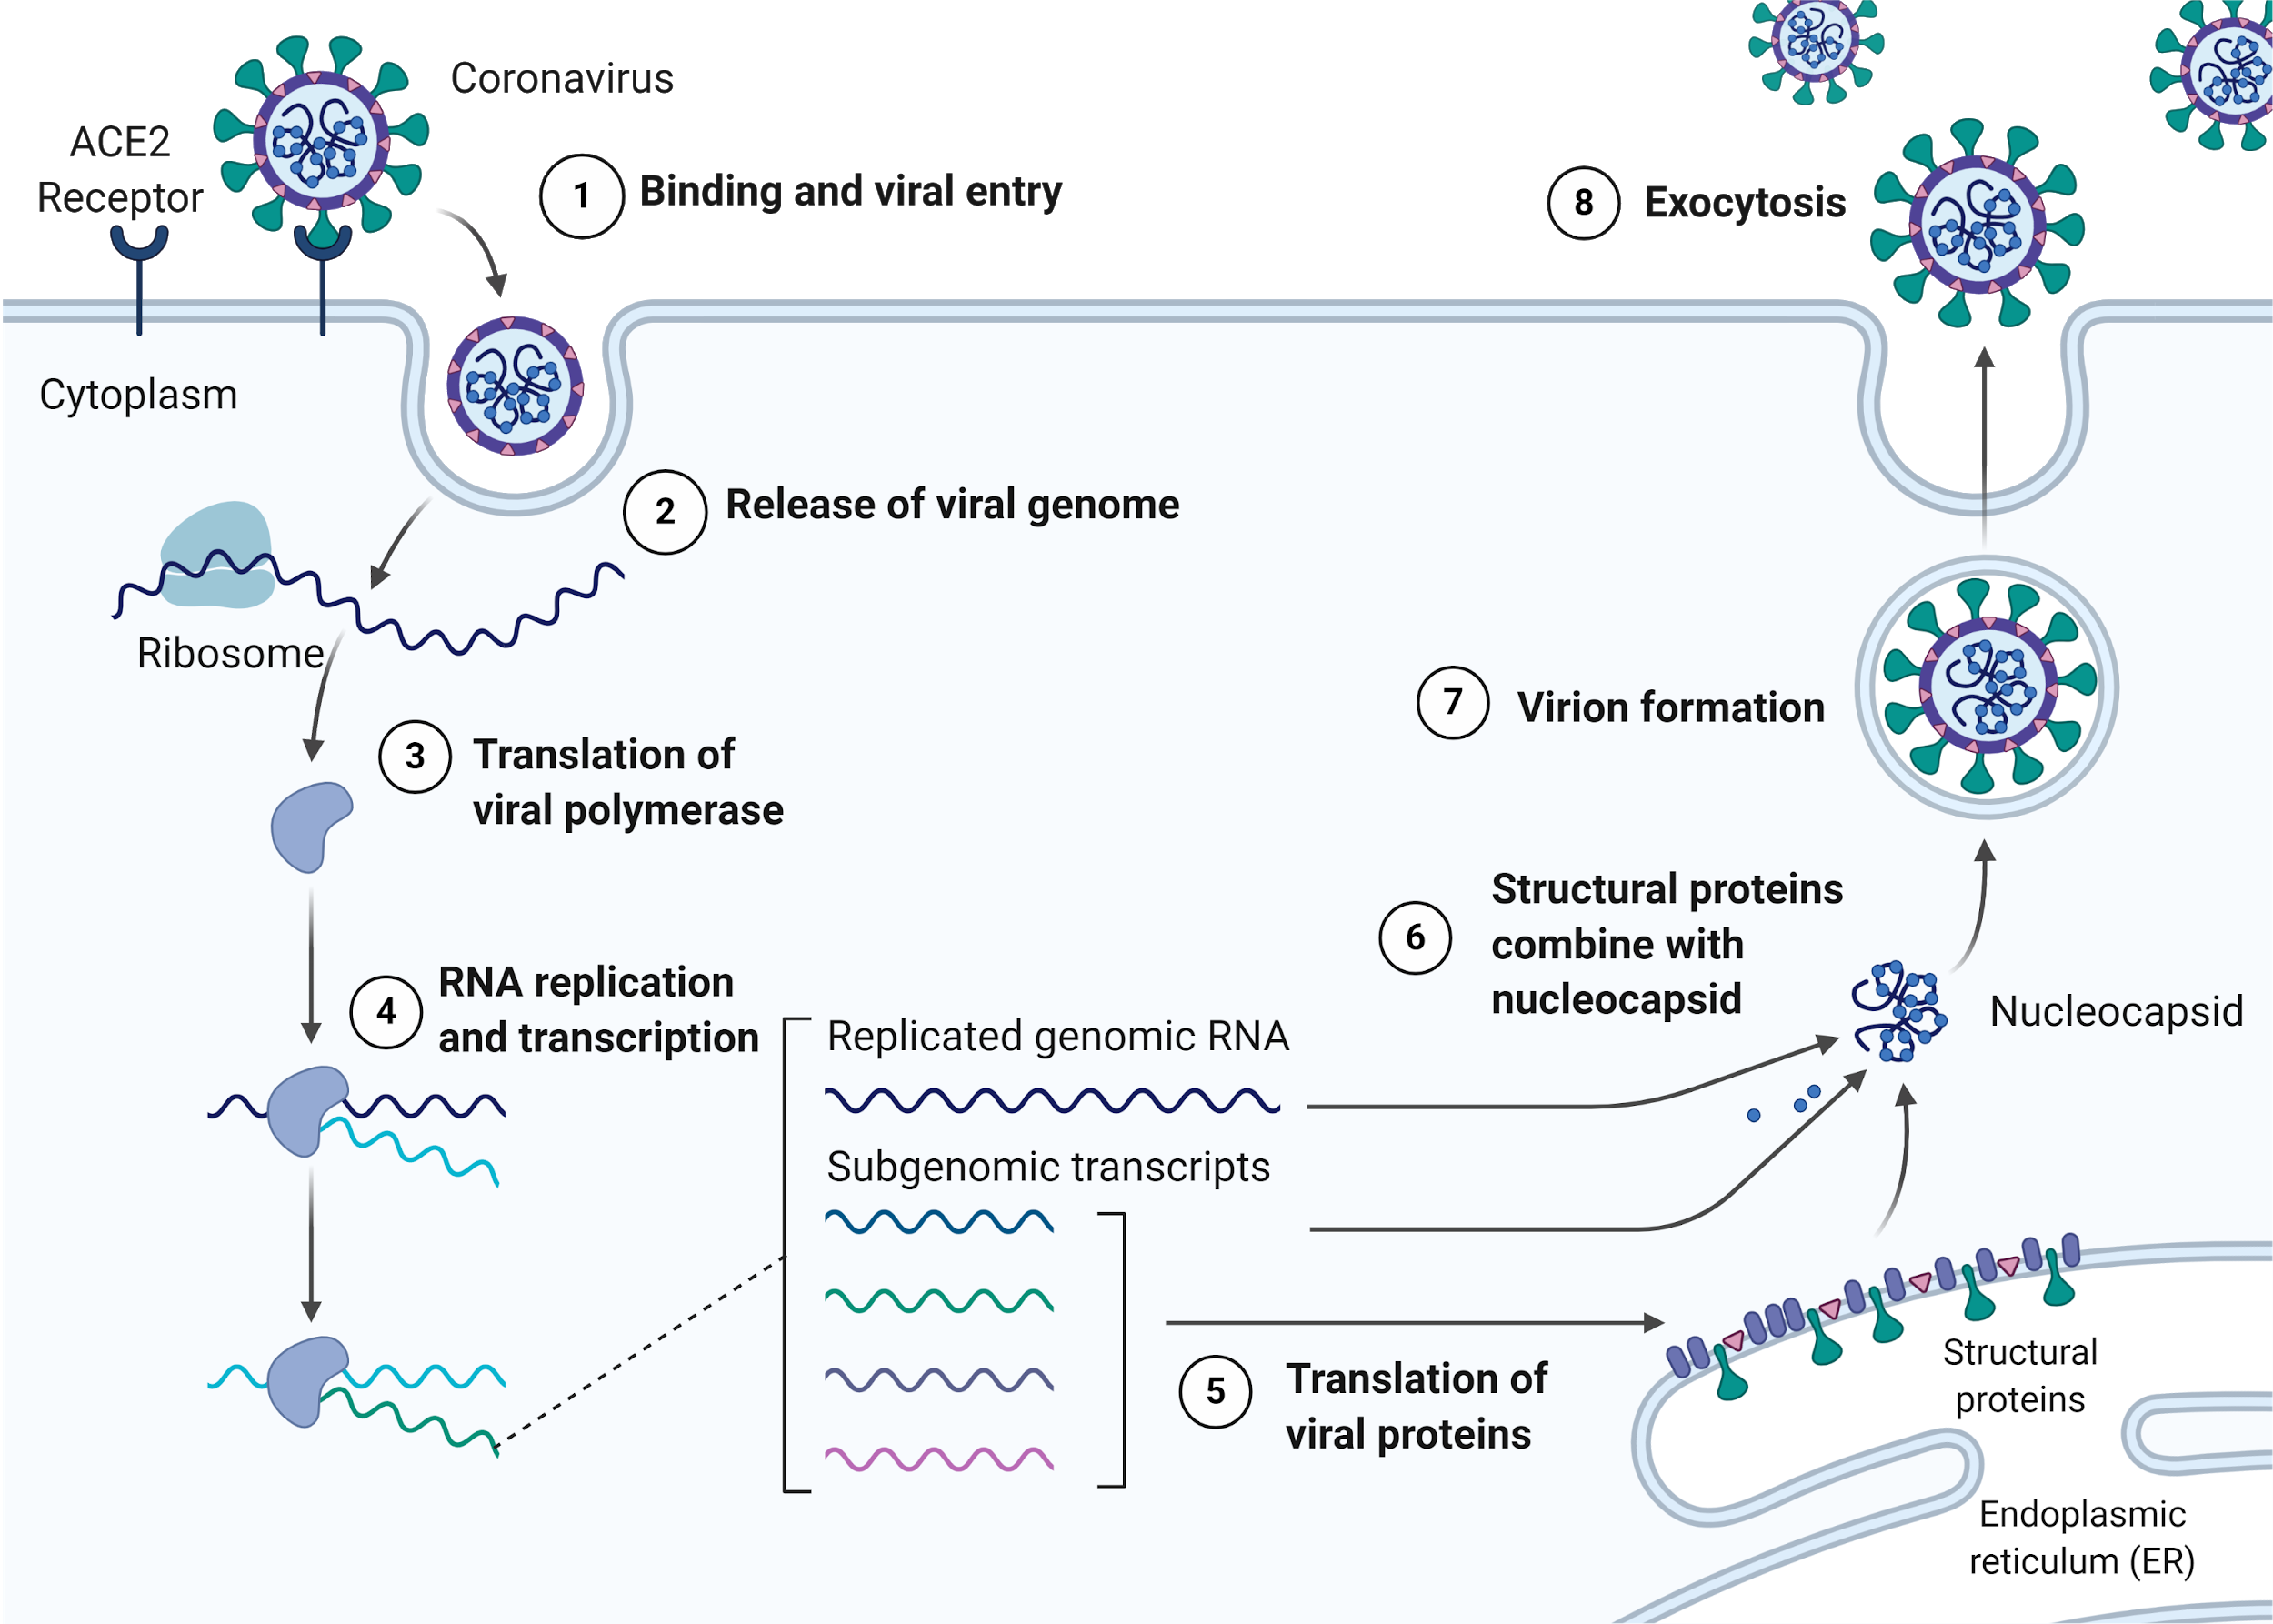 Coronavirus
ACE2
Receptor
1
Binding and viral entry
8
Exocytosis
Cytoplasm
2
Release of viral genome
Ribosome
3
Translation of
viral polymerase
7
Virion formation
4
RNA replication
and transcription
6
Structural proteins
combine with
nucleocapsid
Nucleocapsid
Replicated genomic RNA
Subgenomic transcripts
5
Translation of
viral proteins
Structural
proteins
Endoplasmic
reticulum (ER)